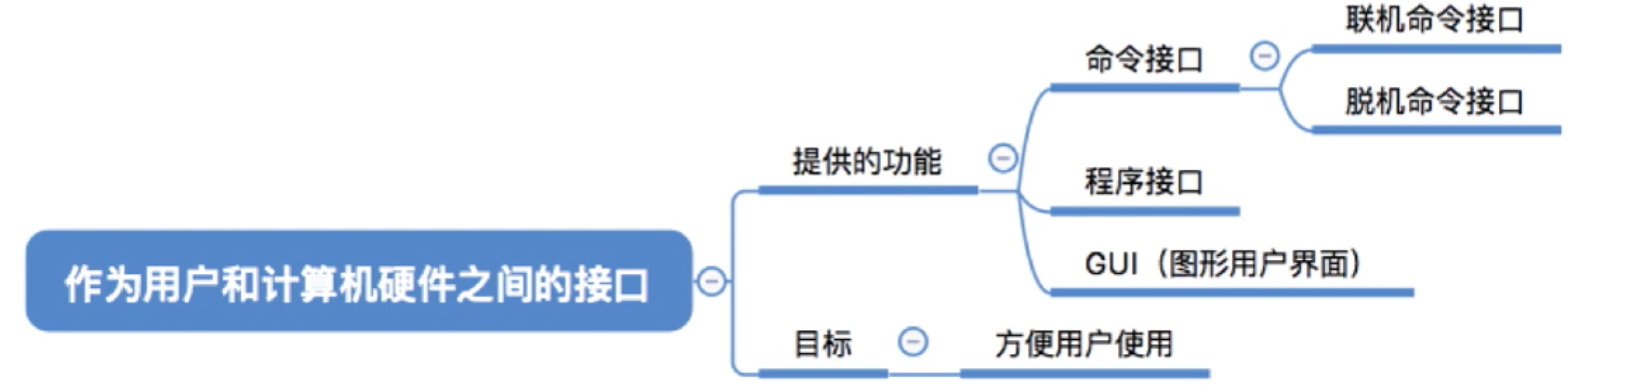 作为用户和计算机硬件之间的接口
提供的功能
命令接口
联机命令接口
脱机命令接口
程序接口
GUI（图形用户界面）
目标
方便用户使用